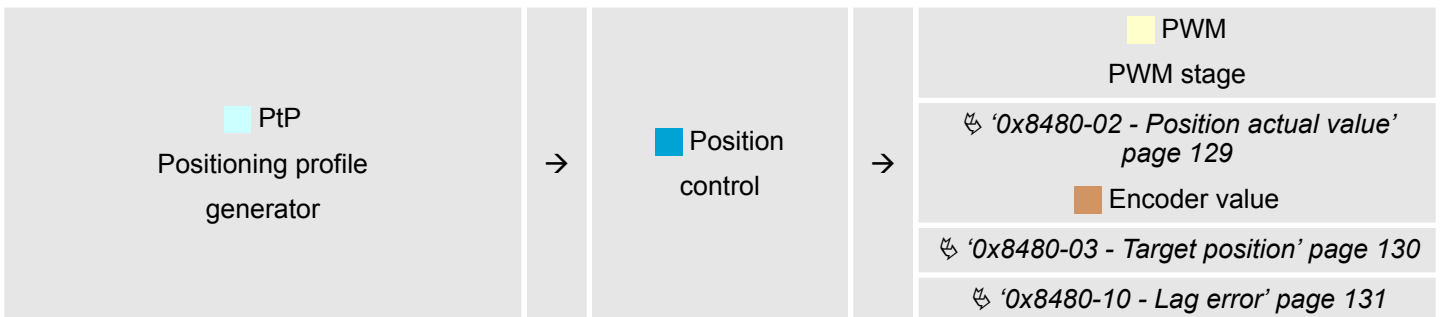 PtP
Positioning profile
generator
→
Position
control
→
PWM
PWM stage
↳ ‘0x8480-02 - Position actual value’
page 129
Encoder value
↳ ‘0x8480-03 - Target position’ page 130
↳ ‘0x8480-10 - Lag error’ page 131